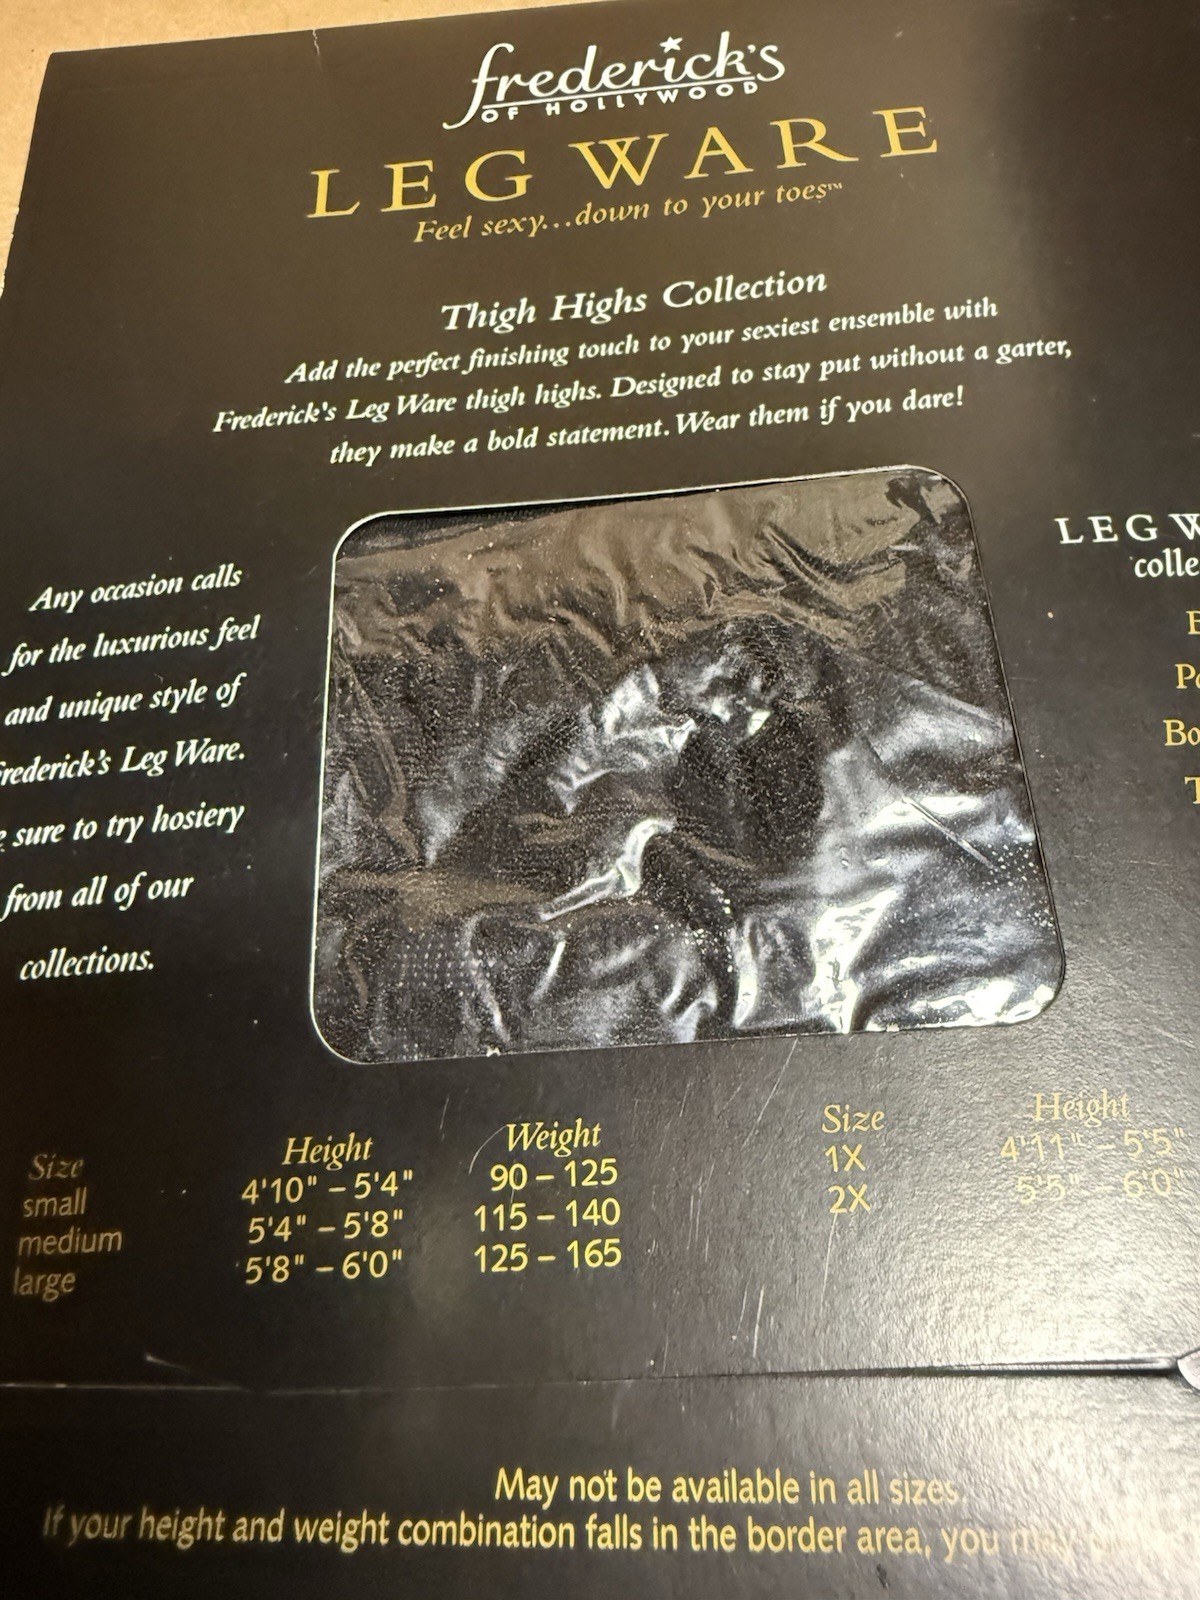 frederick's
OF HOLLYWOOD
LEG WARE
Feel sexy...down to your toes™
Thigh Highs Collection
Add the perfect finishing touch to your sexiest ensemble with
Frederick's Leg Ware thigh highs. Designed to stay put without a garter,
they make a bold statement. Wear them if you dare!
Any occasion calls
for the luxurious feel
and unique style of
Frederick's Leg Ware.
sure to try hosiery
from all of our
collections.
LEG
Size Height Weight
small 4'10" – 5'4" 90 – 125
medium 5'4" – 5'8" 115 – 140
large 5'8" – 6'0" 125 – 165
Size Height
1X 4'11" – 5'5"
2X 5'5" – 6'0"
May not be available in all sizes.
If your height and weight combination falls in the border area, you may